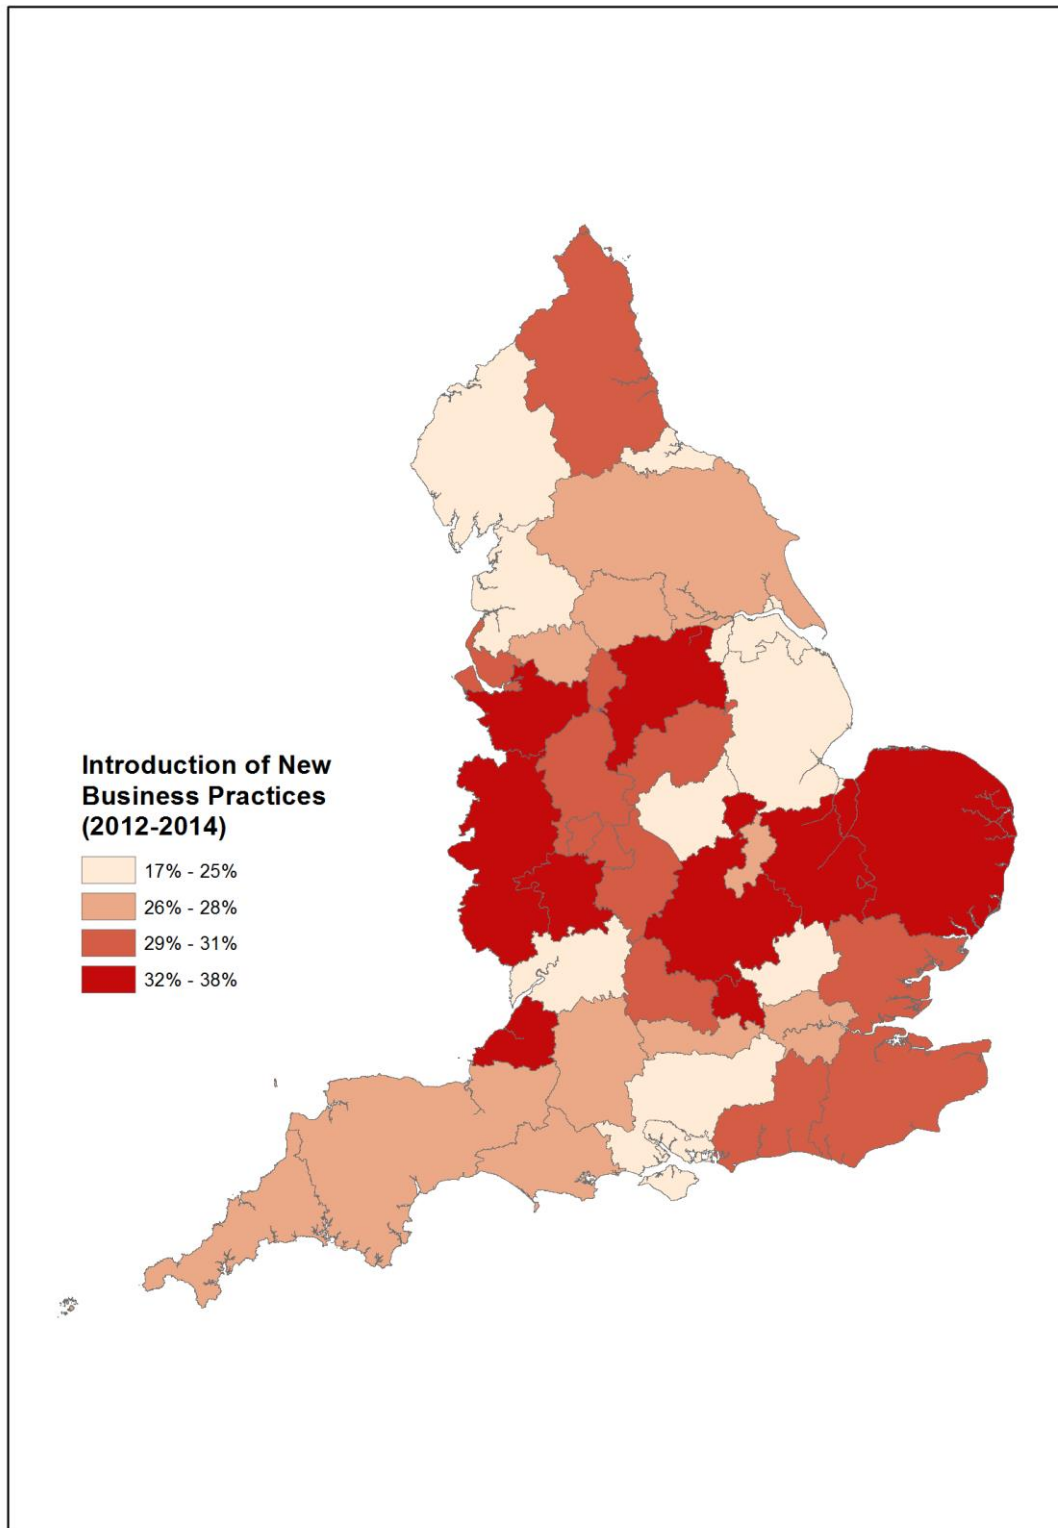 Introduction of New
Business Practices
(2012-2014)
17% - 25%
26% - 28%
29% - 31%
32% - 38%